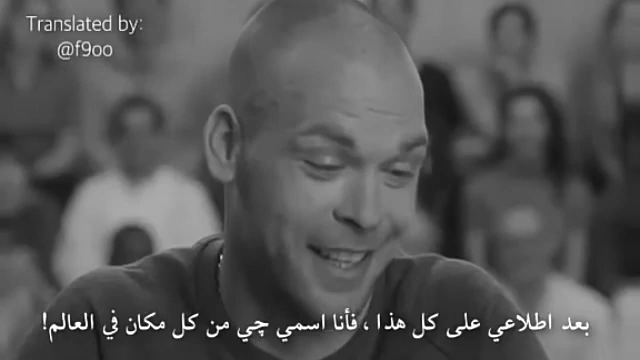 Translated by:
@f9oo
بعد اطلاعي على كل هذا ، فأنا اسمي چي من كل مكان في العالم!